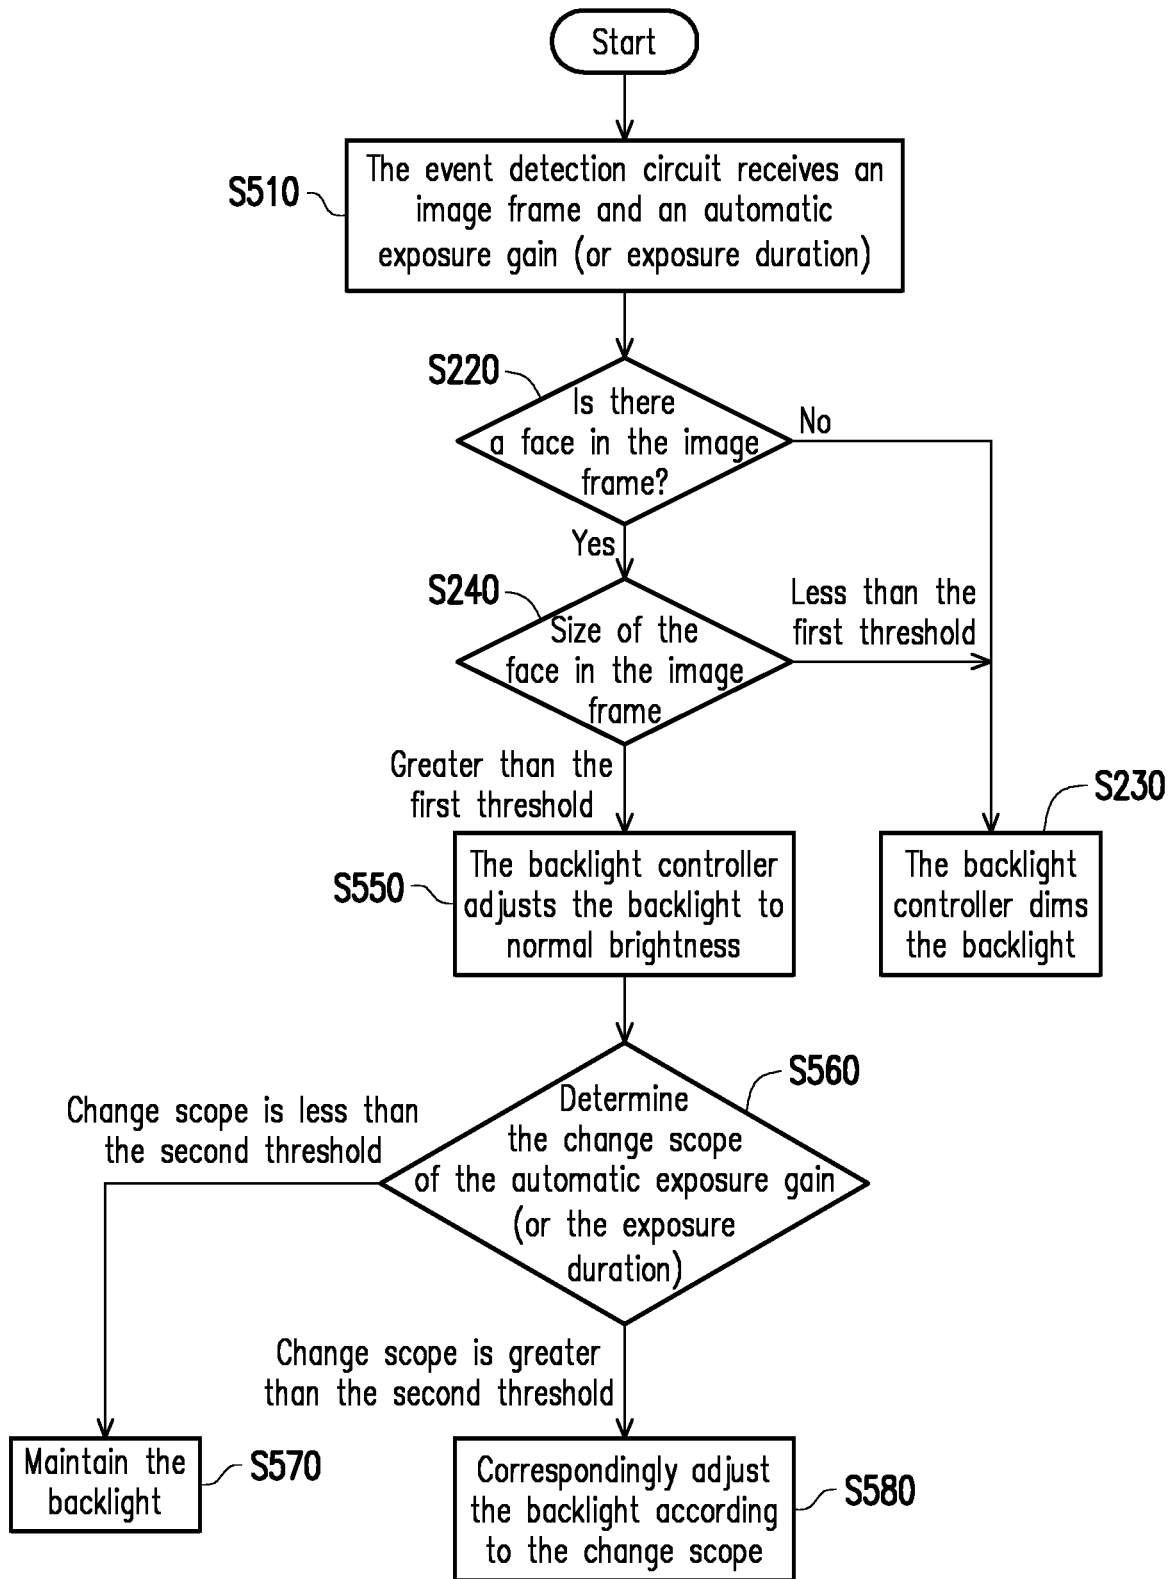 Start
S510
The event detection circuit receives an
image frame and an automatic
exposure gain (or exposure duration)
S220
Is there
a face in the image
frame?
No
Yes
S240
Size of the
face in the image
frame
Less than the
first threshold
Greater than the
first threshold
S230
The backlight
controller dims
the backlight
S550
The backlight controller
adjusts the backlight to
normal brightness
S560
Determine
the change scope
of the automatic exposure gain
(or the exposure
duration)
Change scope is less than
the second threshold
Change scope is greater
than the second threshold
Maintain the
backlight
S570
Correspondingly adjust
the backlight according
to the change scope
S580